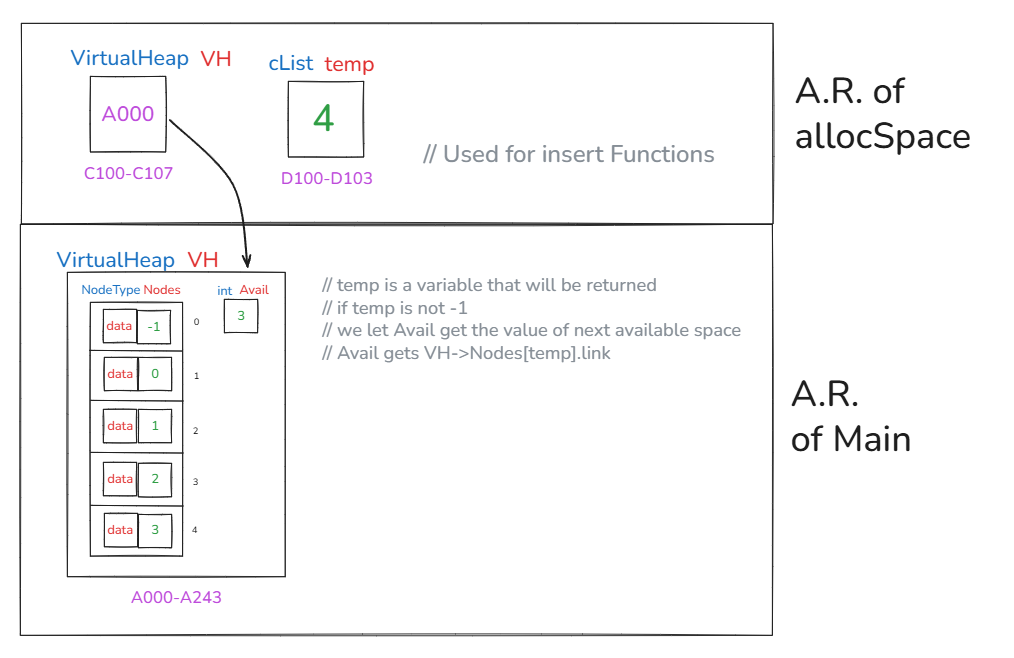 VirtualHeap VH
cList temp
A000
4
C100-C107
D100-D103
// Used for insert Functions
A.R. of
allocSpace
VirtualHeap VH
NodeType Nodes
int Avail
data -1 0
3
data 0 1
data 1 2
data 2 3
data 3 4
A000-A243
// temp is a variable that will be returned
// if temp is not -1
// we let Avail get the value of next available space
// Avail gets VH->Nodes[temp].link
A.R.
of Main